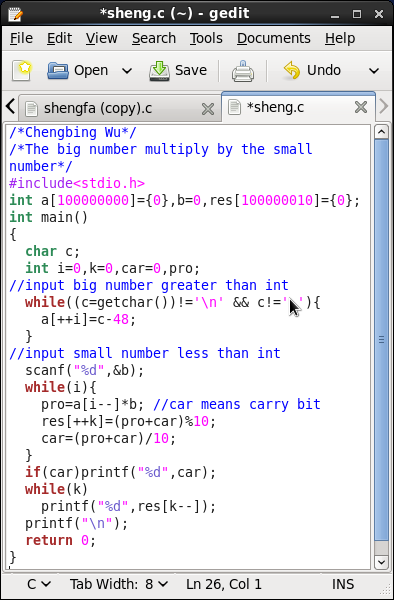 *sheng.c (~) - gedit
File Edit View Search Tools Documents Help
Open Save Undo
shengfa (copy).c *sheng.c
/*Chengbing Wu*/
/*The big number multiply by the small
number*/
#include<stdio.h>
int a[100000000]={0},b=0,res[100000010]={0};
int main()
{
  char c;
  int i=0,k=0,car=0,pro;
//input big number greater than int
  while((c=getchar())!='\n' && c!=' '){
    a[++i]=c-48;
  }
//input small number less than int
  scanf("%d",&b);
  while(i){
    pro=a[i--]*b; //car means carry bit
    res[++k]=(pro+car)%10;
    car=(pro+car)/10;
  }
  if(car)printf("%d",car);
  while(k)
    printf("%d",res[k--]);
  printf("\n");
  return 0;
}
C Tab Width: 8 Ln 26, Col 1 INS